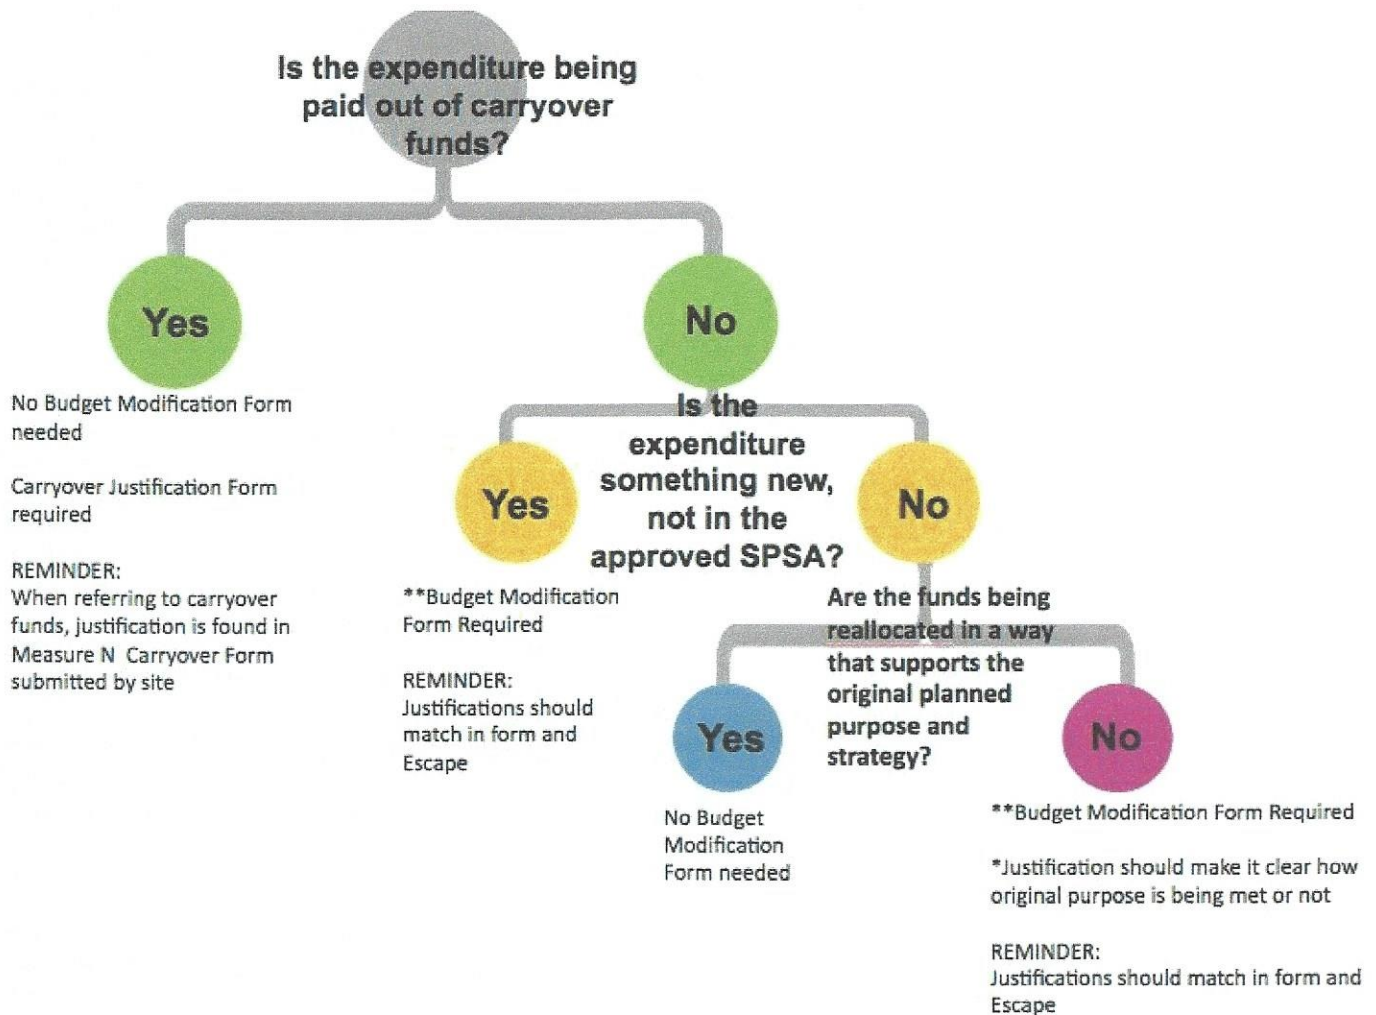 Is the expenditure being
paid out of carryover
funds?
Yes
No
No Budget Modification Form
needed
Carryover Justification Form
required
REMINDER:
When referring to carryover
funds, justification is found in
Measure N Carryover Form
submitted by site
Is the
expenditure
something new,
not in the
approved SPSA?
Yes
No
**Budget Modification
Form Required
REMINDER:
Justifications should
match in form and
Escape
Are the funds being
reallocated in a way
that supports the
original planned
purpose and
strategy?
Yes
No
No Budget
Modification
Form needed
**Budget Modification Form Required
*Justification should make it clear how
original purpose is being met or not
REMINDER:
Justifications should match in form and
Escape